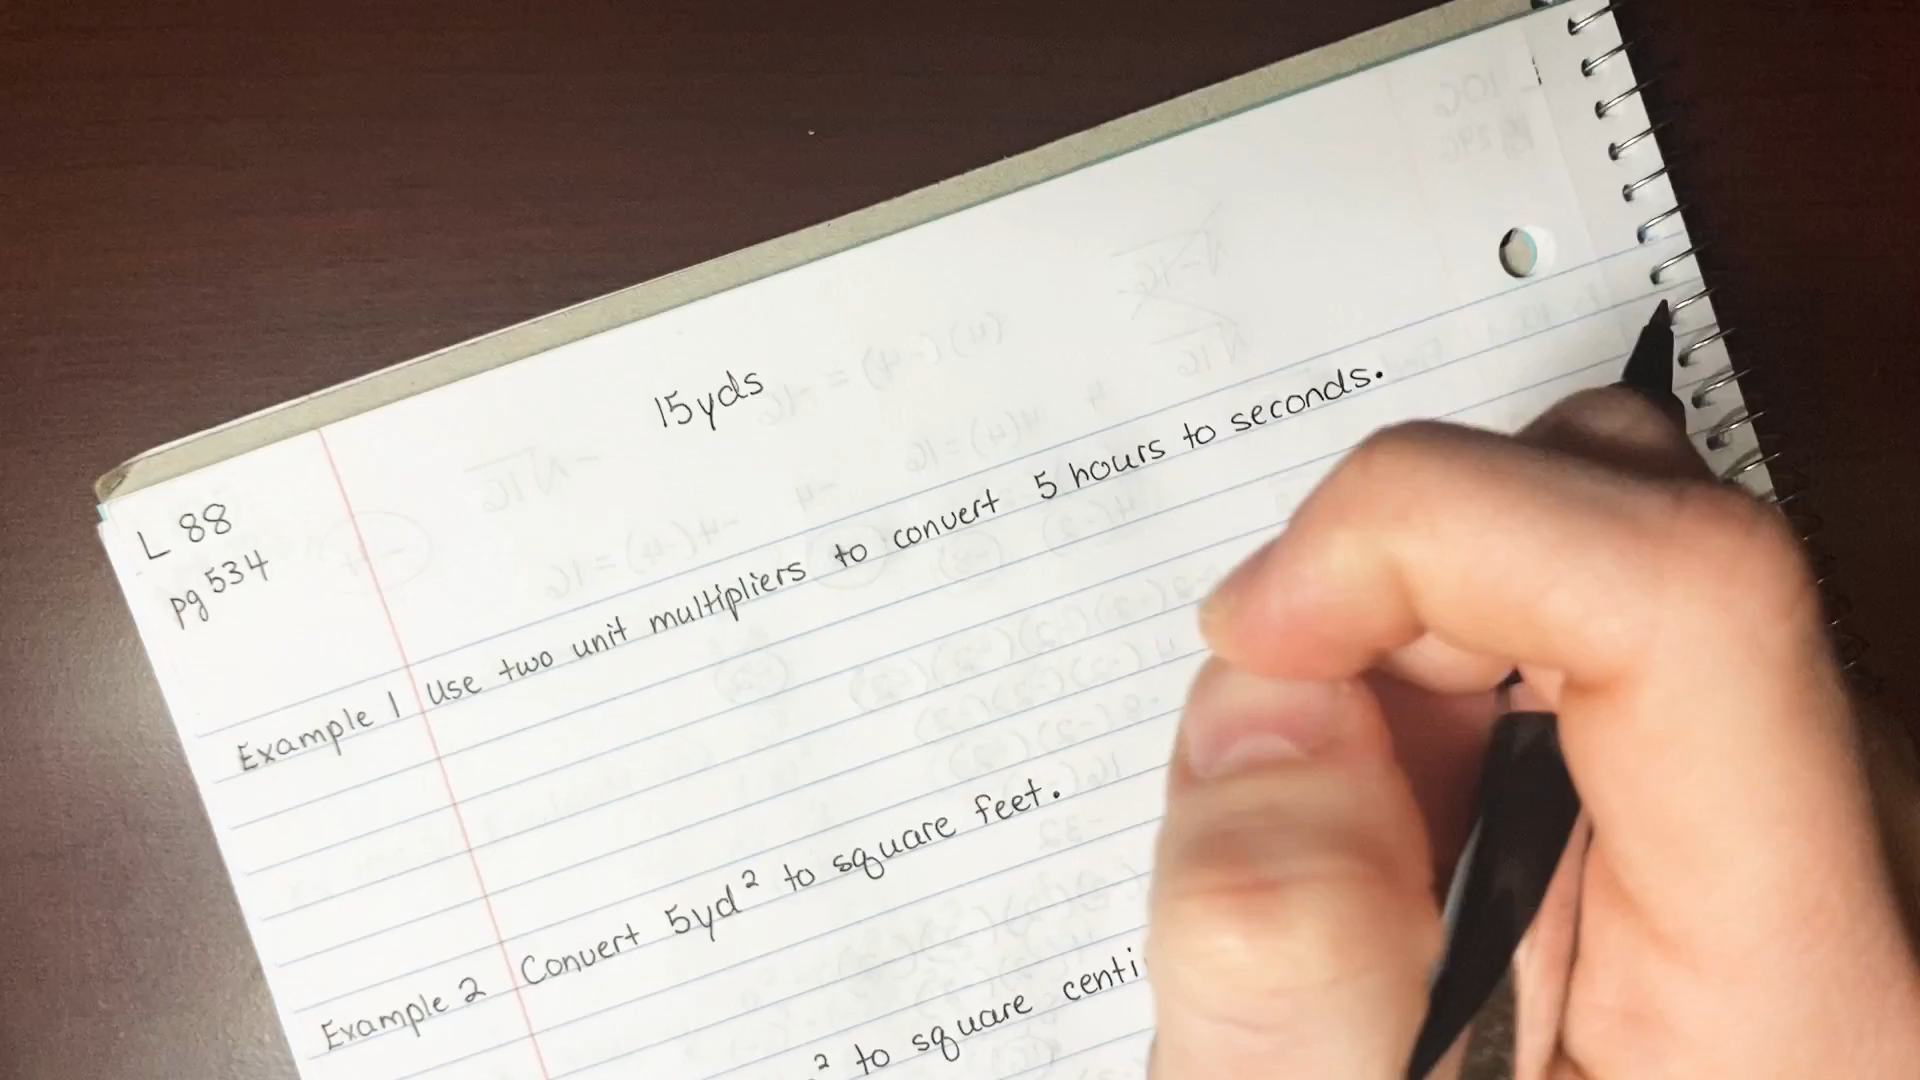 15yds
L 88
pg 534
Example 1 Use two unit multipliers to convert 5 hours to seconds.
Example 2 Convert 5yd² to square feet.
² to square